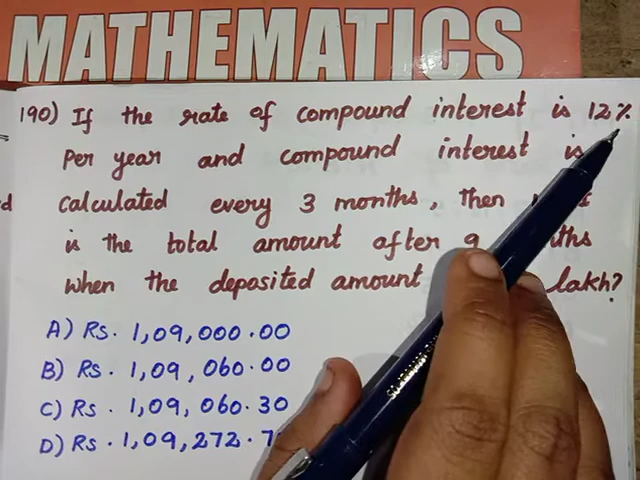 MATHEMATICS
190) If the rate of compound interest is 12%
Per year and compound interest is
calculated every 3 months, Then
is the total amount after 9
when the deposited amount lakh?
A) Rs. 1,09,000.00
B) Rs. 1,09,060.00
C) Rs. 1,09,060.30
D) Rs. 1,09,272.7